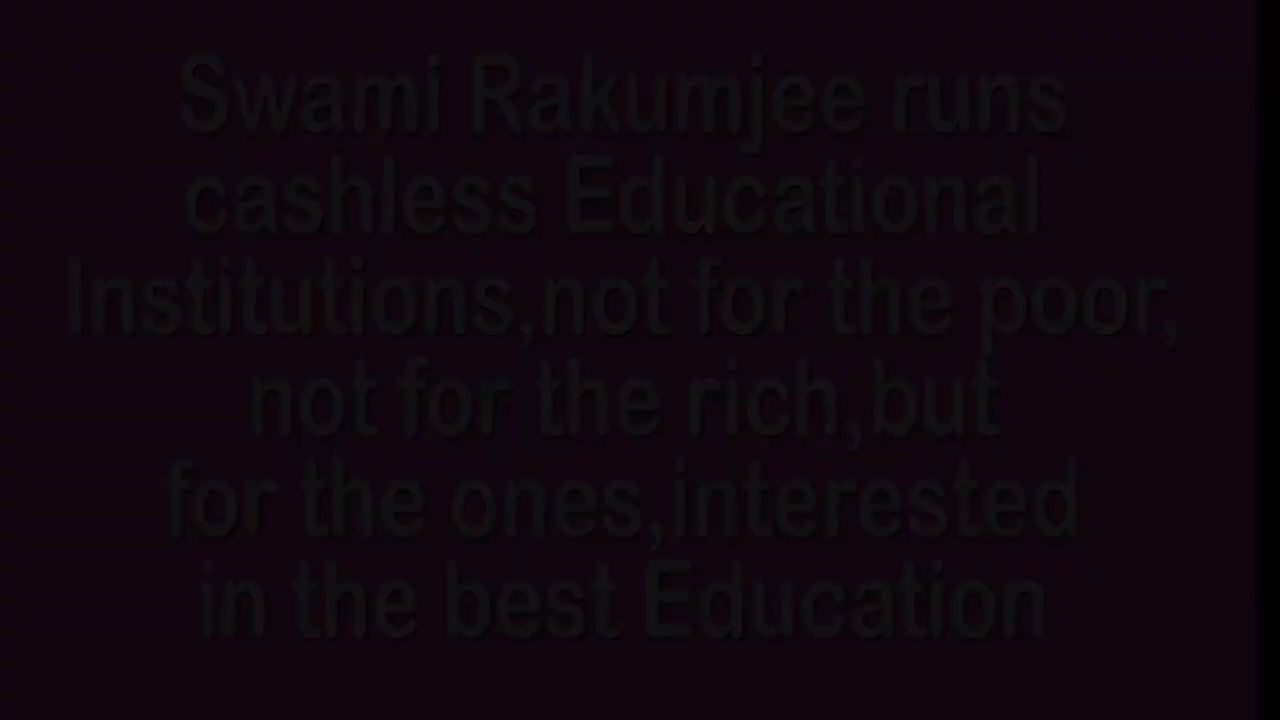 Swami Rakumjee runs
cashless Educational
Institutions,not for the poor,
not for the rich,but
for the ones,interested
in the best Education